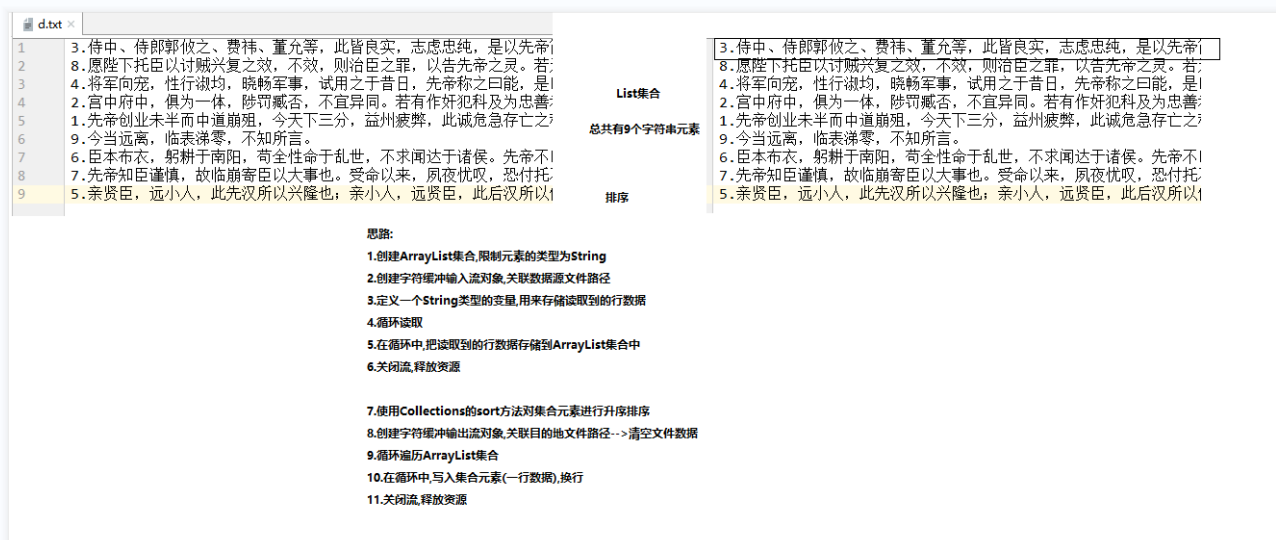 d.txt
1 3.侍中、侍郎郭攸之、费祎、董允等，此皆良实，志虑忠纯，是以先帝
2 8.愿陛下托臣以讨贼兴复之效，不效，则治臣之罪，以告先帝之灵。若
3 4.将军向宠，性行淑均，晓畅军事，试用之于昔日，先帝称之曰能，是
4 2.宫中府中，俱为一体，陟罚臧否，不宜异同。若有作奸犯科及为忠善
5 1.先帝创业未半而中道崩殂，今天下三分，益州疲弊，此诚危急存亡之
6 9.今当远离，临表涕零，不知所言。
7 6.臣本布衣，躬耕于南阳，苟全性命于乱世，不求闻达于诸侯。先帝不
8 7.先帝知臣谨慎，故临崩寄臣以大事也。受命以来，夙夜忧叹，恐付托
9 5.亲贤臣，远小人，此先汉所以兴隆也；亲小人，远贤臣，此后汉所以
List集合
总共有9个字符串元素
排序
3.侍中、侍郎郭攸之、费祎、董允等，此皆良实，志虑忠纯，是以先帝
8.愿陛下托臣以讨贼兴复之效，不效，则治臣之罪，以告先帝之灵。若
4.将军向宠，性行淑均，晓畅军事，试用之于昔日，先帝称之曰能，是
2.宫中府中，俱为一体，陟罚臧否，不宜异同。若有作奸犯科及为忠善
1.先帝创业未半而中道崩殂，今天下三分，益州疲弊，此诚危急存亡之
9.今当远离，临表涕零，不知所言。
6.臣本布衣，躬耕于南阳，苟全性命于乱世，不求闻达于诸侯。先帝不
7.先帝知臣谨慎，故临崩寄臣以大事也。受命以来，夙夜忧叹，恐付托
5.亲贤臣，远小人，此先汉所以兴隆也；亲小人，远贤臣，此后汉所以
思路:
1.创建ArrayList集合,限制元素的类型为String
2.创建字符缓冲输入流对象,关联数据源文件路径
3.定义一个String类型的变量,用来存储读取到的行数据
4.循环读取
5.在循环中,把读取到的行数据存储到ArrayList集合中
6.关闭流,释放资源
7.使用Collections的sort方法对集合元素进行升序排序
8.创建字符缓冲输出流对象,关联目的地文件路径-->清空文件数据
9.循环遍历ArrayList集合
10.在循环中,写入集合元素(一行数据),换行
11.关闭流,释放资源